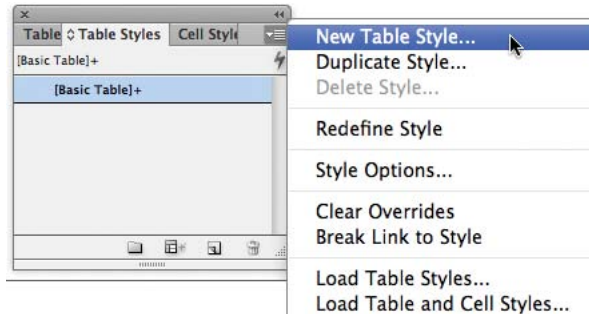 Table Table Styles Cell Style
[Basic Table]+
[Basic Table]+
New Table Style...
Duplicate Style...
Delete Style...
Redefine Style
Style Options...
Clear Overrides
Break Link to Style
Load Table Styles...
Load Table and Cell Styles...